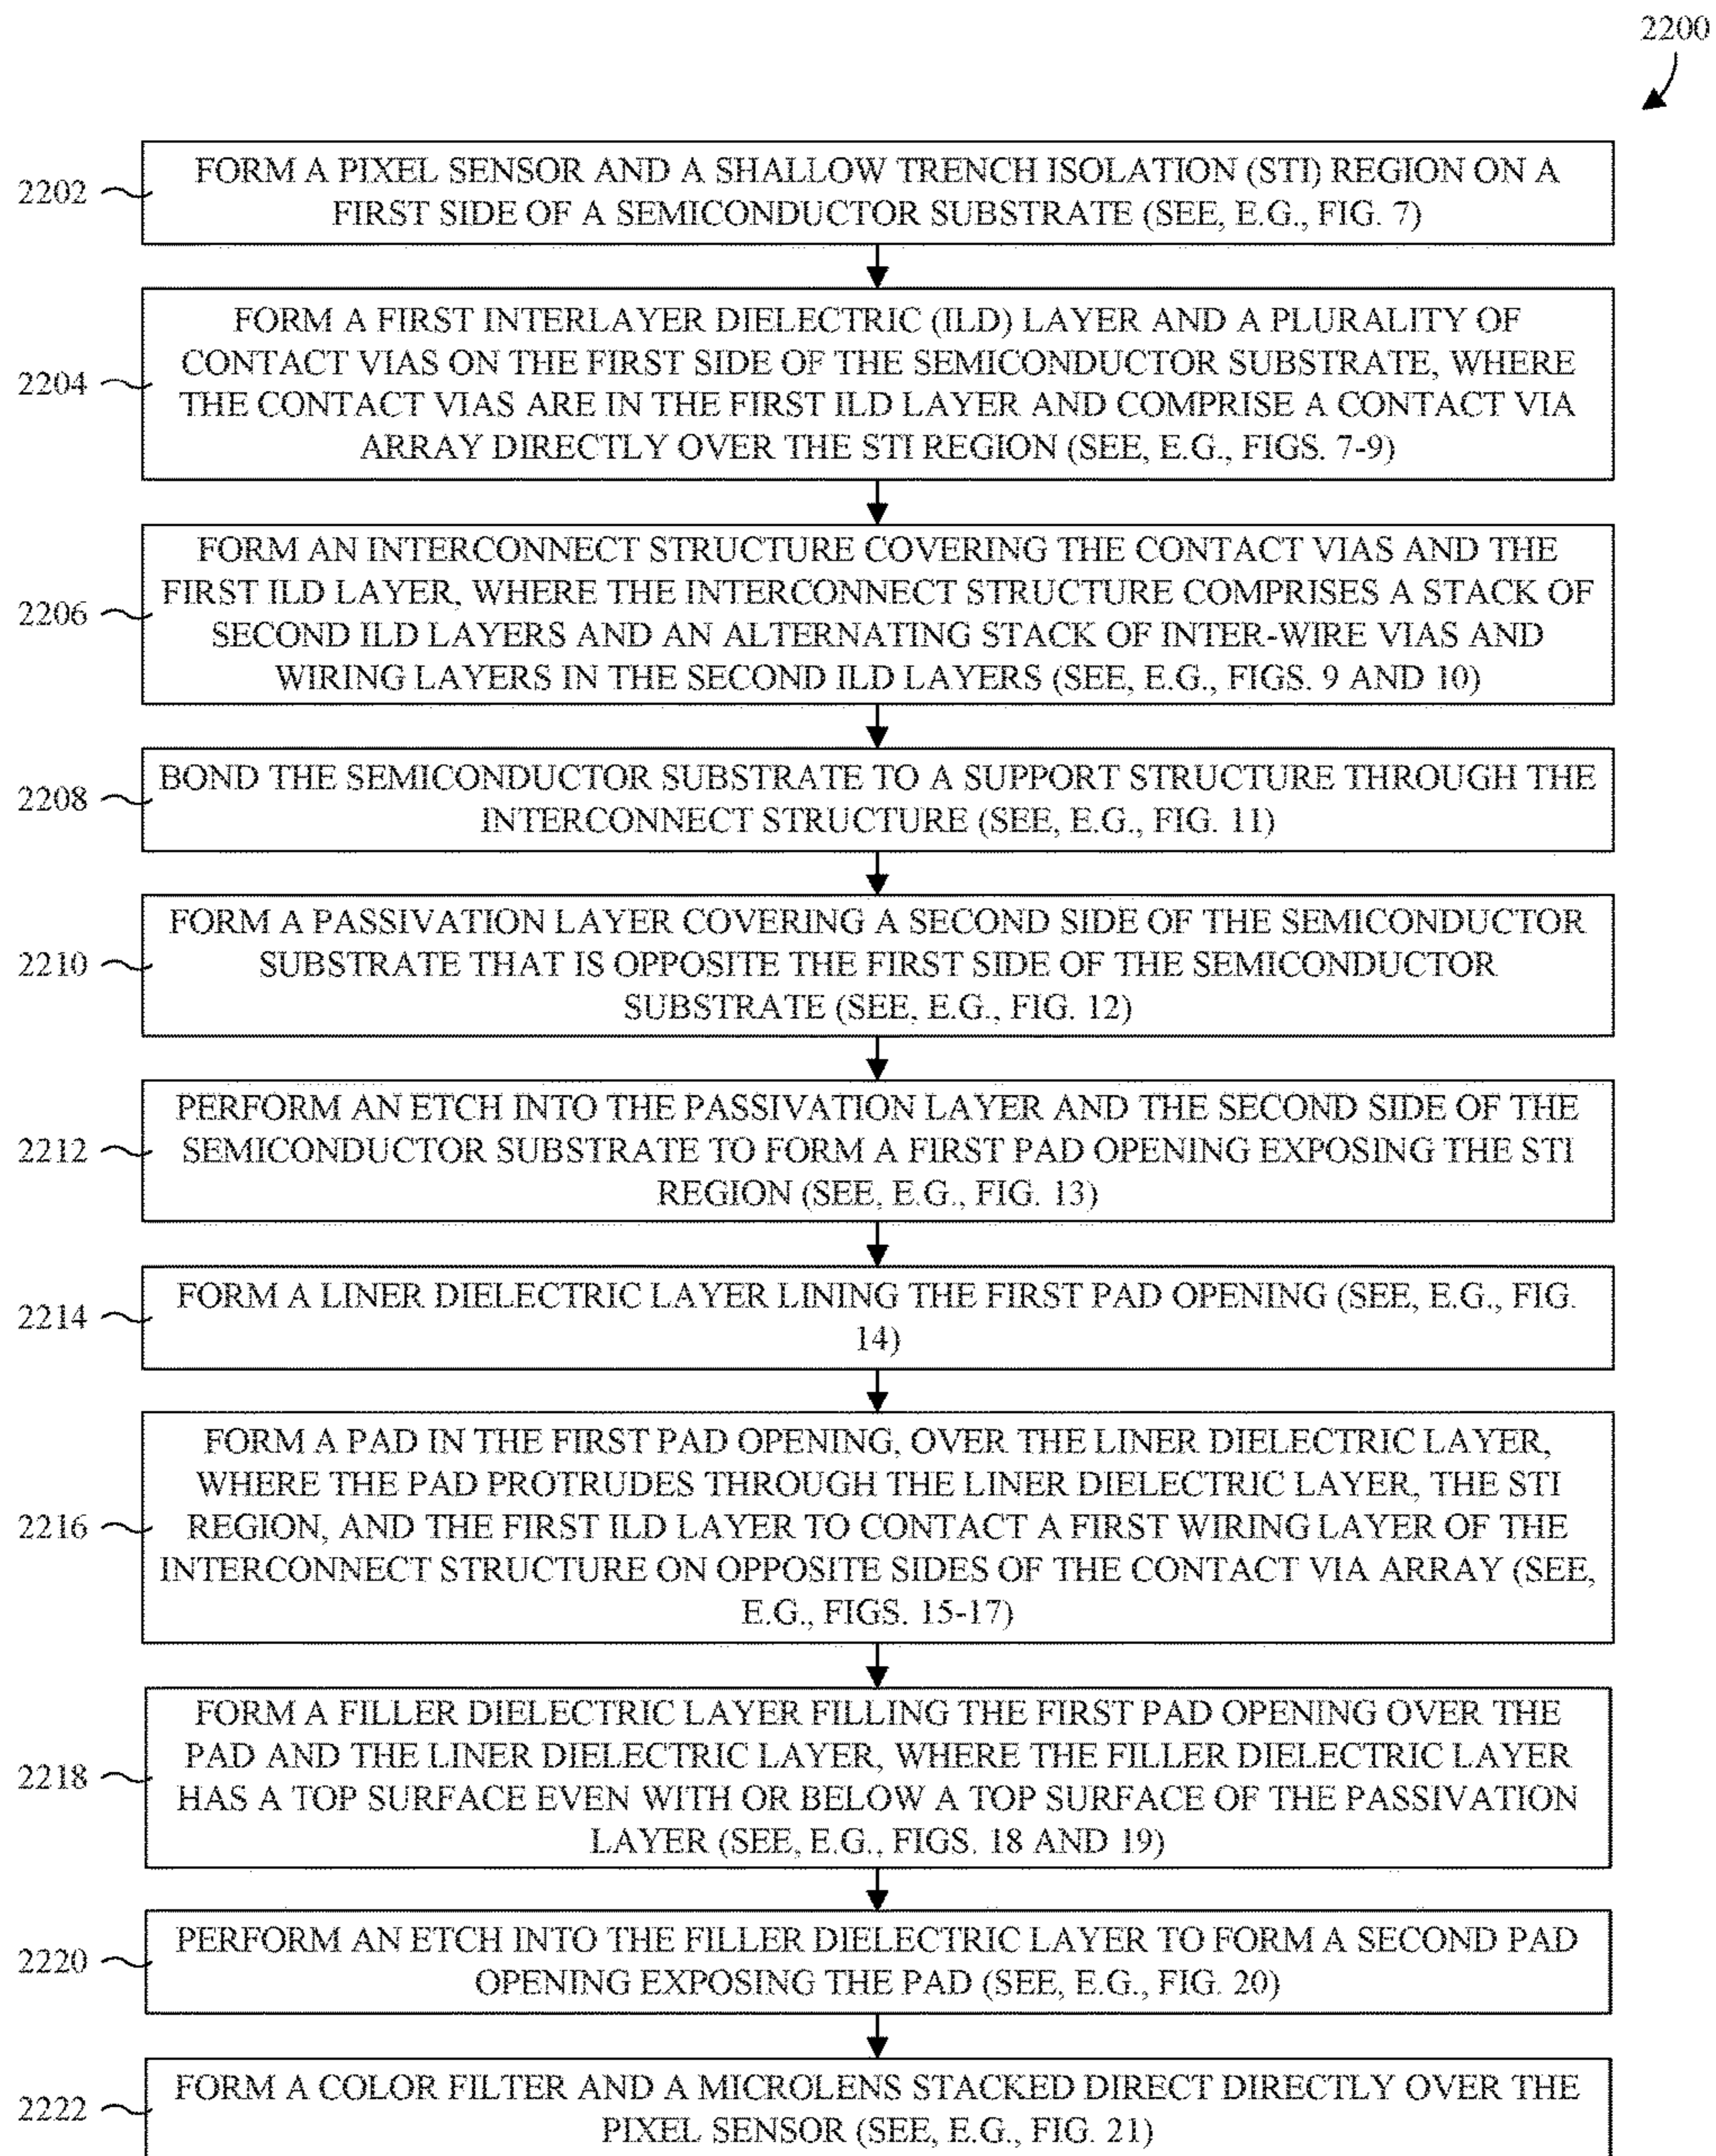 2200
2202
FORM A PIXEL SENSOR AND A SHALLOW TRENCH ISOLATION (STI) REGION ON A
FIRST SIDE OF A SEMICONDUCTOR SUBSTRATE (SEE, E.G., FIG. 7)
2204
FORM A FIRST INTERLAYER DIELECTRIC (ILD) LAYER AND A PLURALITY OF
CONTACT VIAS ON THE FIRST SIDE OF THE SEMICONDUCTOR SUBSTRATE, WHERE
THE CONTACT VIAS ARE IN THE FIRST ILD LAYER AND COMPRISE A CONTACT VIA
ARRAY DIRECTLY OVER THE STI REGION (SEE, E.G., FIGS. 7-9)
2206
FORM AN INTERCONNECT STRUCTURE COVERING THE CONTACT VIAS AND THE
FIRST ILD LAYER, WHERE THE INTERCONNECT STRUCTURE COMPRISES A STACK OF
SECOND ILD LAYERS AND AN ALTERNATING STACK OF INTER-WIRE VIAS AND
WIRING LAYERS IN THE SECOND ILD LAYERS (SEE, E.G., FIGS. 9 AND 10)
2208
BOND THE SEMICONDUCTOR SUBSTRATE TO A SUPPORT STRUCTURE THROUGH THE
INTERCONNECT STRUCTURE (SEE, E.G., FIG. 11)
2210
FORM A PASSIVATION LAYER COVERING A SECOND SIDE OF THE SEMICONDUCTOR
SUBSTRATE THAT IS OPPOSITE THE FIRST SIDE OF THE SEMICONDUCTOR
SUBSTRATE (SEE, E.G., FIG. 12)
2212
PERFORM AN ETCH INTO THE PASSIVATION LAYER AND THE SECOND SIDE OF THE
SEMICONDUCTOR SUBSTRATE TO FORM A FIRST PAD OPENING EXPOSING THE STI
REGION (SEE, E.G., FIG. 13)
2214
FORM A LINER DIELECTRIC LAYER LINING THE FIRST PAD OPENING (SEE, E.G., FIG.
14)
2216
FORM A PAD IN THE FIRST PAD OPENING, OVER THE LINER DIELECTRIC LAYER,
WHERE THE PAD PROTRUDES THROUGH THE LINER DIELECTRIC LAYER, THE STI
REGION, AND THE FIRST ILD LAYER TO CONTACT A FIRST WIRING LAYER OF THE
INTERCONNECT STRUCTURE ON OPPOSITE SIDES OF THE CONTACT VIA ARRAY (SEE,
E.G., FIGS. 15-17)
2218
FORM A FILLER DIELECTRIC LAYER FILLING THE FIRST PAD OPENING OVER THE
PAD AND THE LINER DIELECTRIC LAYER, WHERE THE FILLER DIELECTRIC LAYER
HAS A TOP SURFACE EVEN WITH OR BELOW A TOP SURFACE OF THE PASSIVATION
LAYER (SEE, E.G., FIGS. 18 AND 19)
2220
PERFORM AN ETCH INTO THE FILLER DIELECTRIC LAYER TO FORM A SECOND PAD
OPENING EXPOSING THE PAD (SEE, E.G., FIG. 20)
2222
FORM A COLOR FILTER AND A MICROLENS STACKED DIRECT DIRECTLY OVER THE
PIXEL SENSOR (SEE, E.G., FIG. 21)